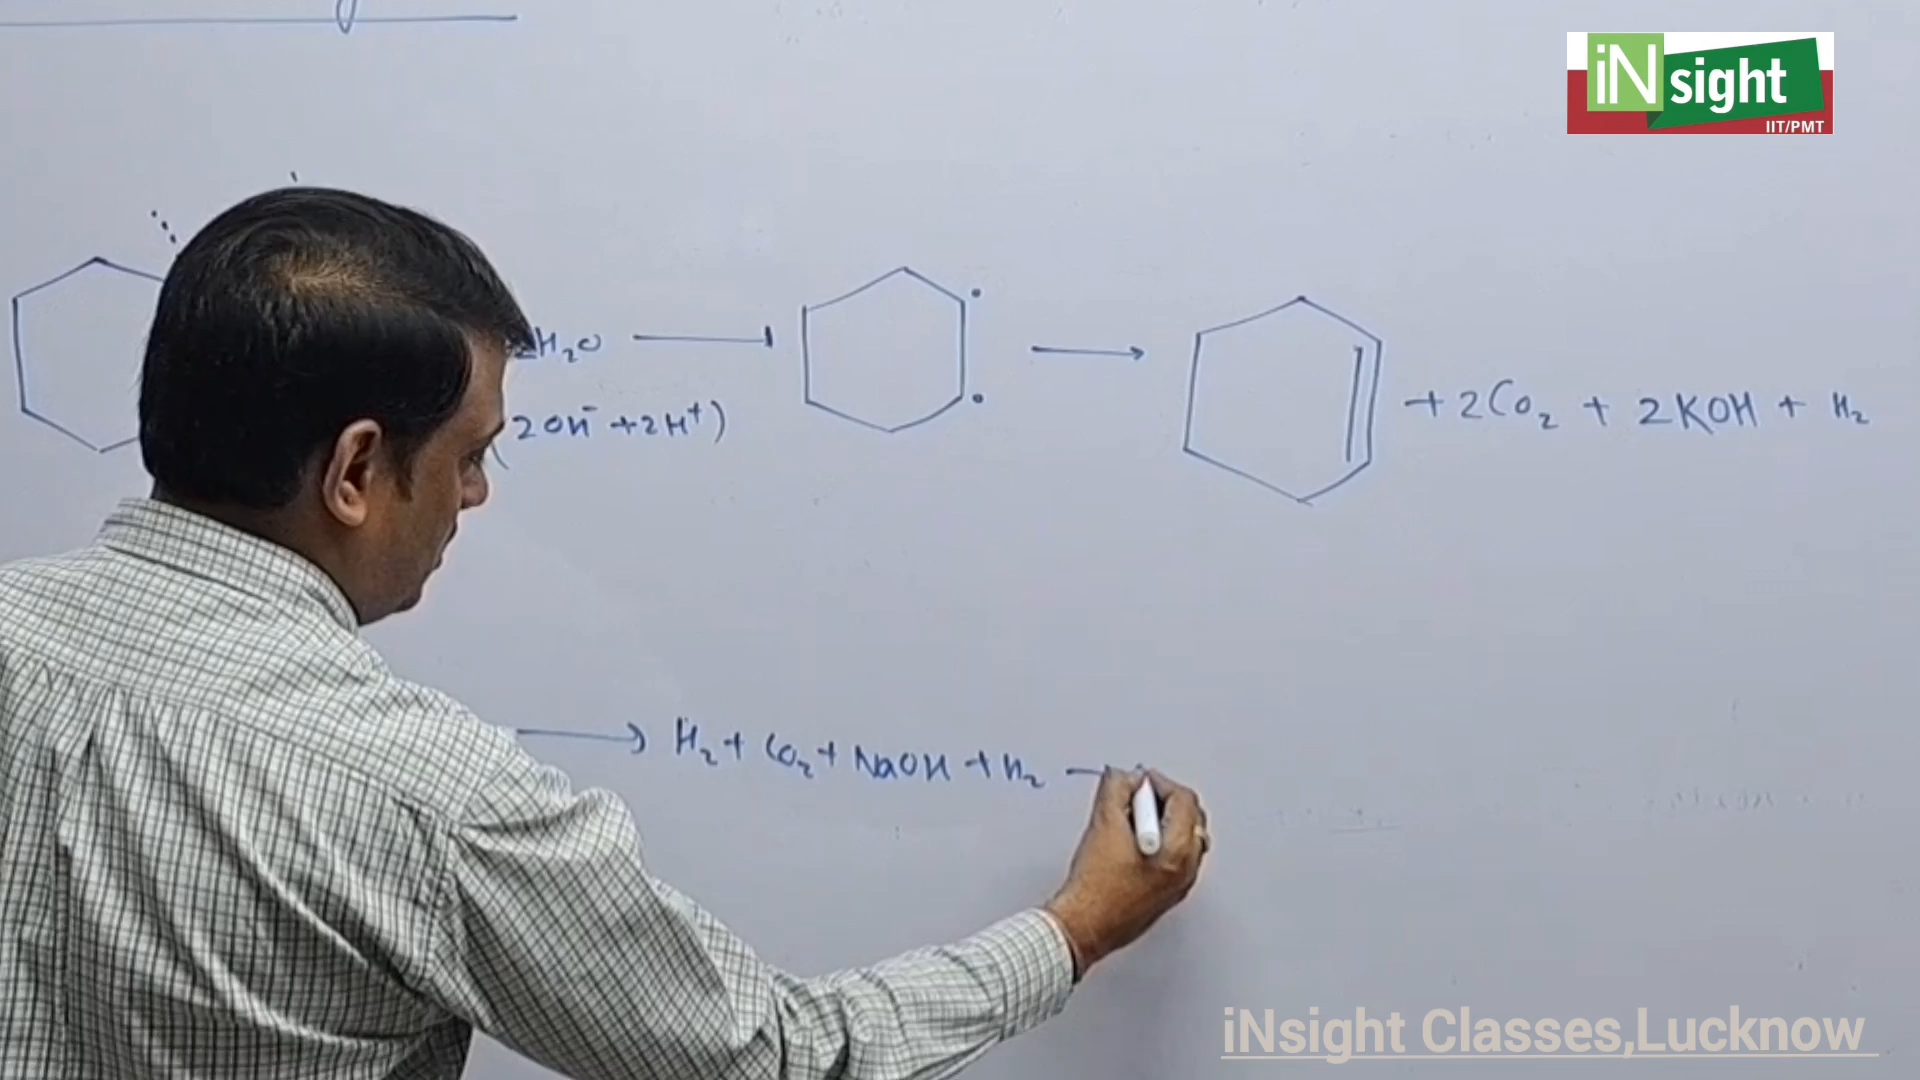 iNsight
IIT/PMT
2H₂O ⟶ ⟶ + 2CO₂ + 2KOH + H₂
(2OH⁻ + 2H⁺)
⟶ H₂ + CO₂ + NaOH + H₂ →
iNsight Classes,Lucknow